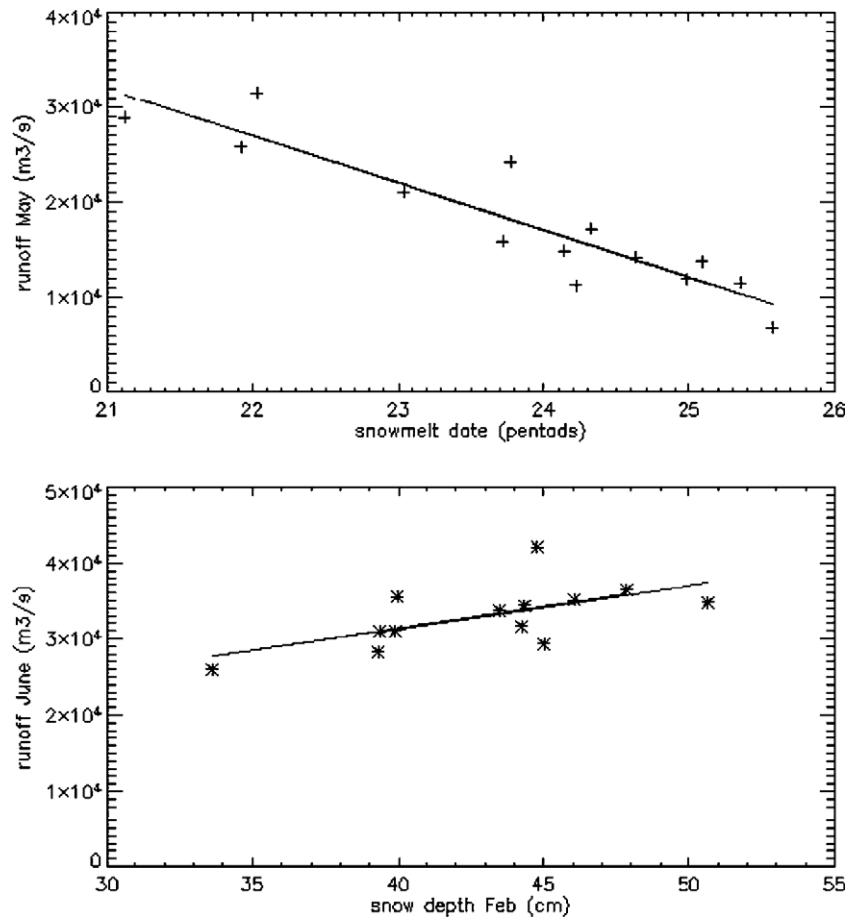 4×10⁴
3×10⁴
2×10⁴
1×10⁴
0
runoff May (m3/s)
21 22 23 24 25 26
snowmelt date (pentads)
5×10⁴
4×10⁴
3×10⁴
2×10⁴
1×10⁴
0
runoff June (m3/s)
30 35 40 45 50 55
snow depth Feb (cm)